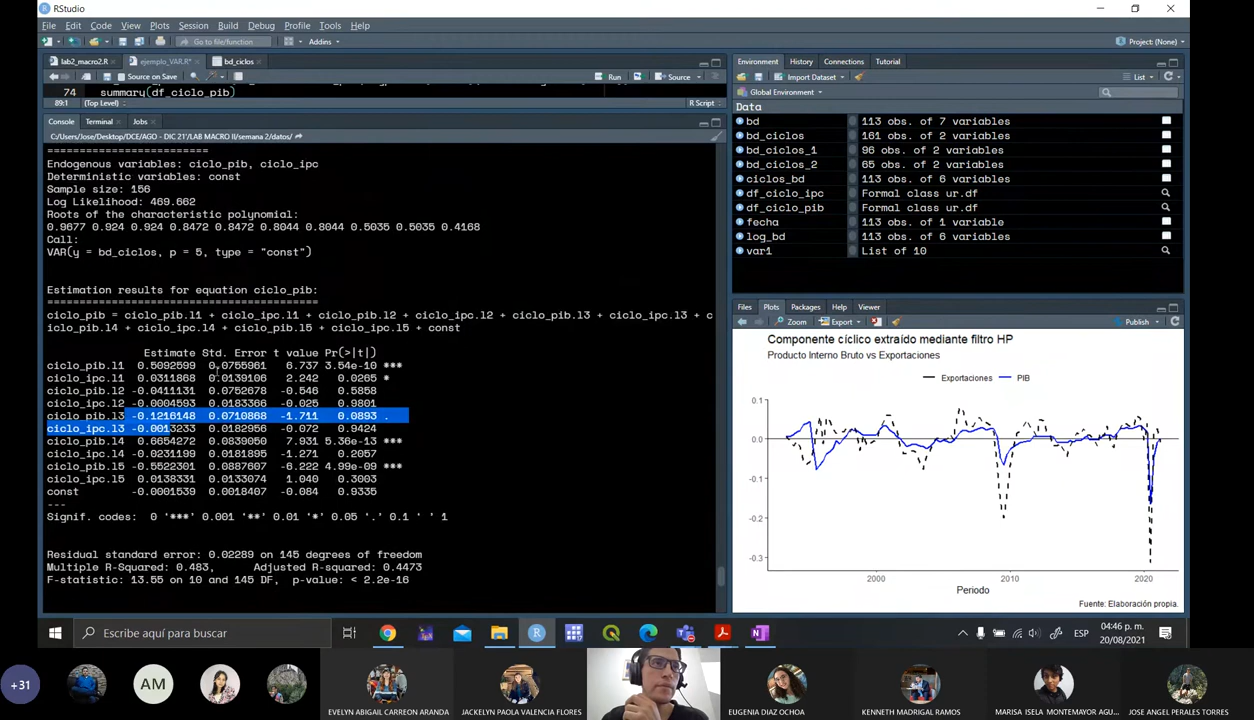 RStudio
File Edit Code View Plots Session Build Debug Profile Tools Help
Go to file/function Addins Project: (None)
lab2_macro2.R ejemplo_VAR.R* bd_ciclos
Source on Save Run Source
74 summary(df_ciclo_pib)
89:1 (Top Level) R Script
Console Terminal Jobs
C:/Users/Jose/Desktop/DCE/AGO - DIC 21'/LAB MACRO II/semana 2/datos/
=========================
Endogenous variables: ciclo_pib, ciclo_ipc
Deterministic variables: const
Sample size: 156
Log Likelihood: 469.662
Roots of the characteristic polynomial:
0.9677 0.924 0.924 0.8472 0.8472 0.8044 0.8044 0.5035 0.5035 0.4168
Call:
VAR(y = bd_ciclos, p = 5, type = "const")
Estimation results for equation ciclo_pib:
==========================================
ciclo_pib = ciclo_pib.l1 + ciclo_ipc.l1 + ciclo_pib.l2 + ciclo_ipc.l2 + ciclo_pib.l3 + ciclo_ipc.l3 + c
iclo_pib.l4 + ciclo_ipc.l4 + ciclo_pib.l5 + ciclo_ipc.l5 + const
Estimate Std. Error t value Pr(>|t|)
ciclo_pib.l1 0.5092599 0.0755961 6.737 3.54e-10 ***
ciclo_ipc.l1 0.0311868 0.0139106 2.242 0.0265 *
ciclo_pib.l2 -0.0411131 0.0752678 -0.546 0.5858
ciclo_ipc.l2 -0.0004593 0.0183366 -0.025 0.9801
ciclo_pib.l3 -0.1216148 0.0710868 -1.711 0.0893 .
ciclo_ipc.l3 -0.0013233 0.0182956 -0.072 0.9424
ciclo_pib.l4 0.6654272 0.0839050 7.931 5.36e-13 ***
ciclo_ipc.l4 -0.0231199 0.0181895 -1.271 0.2057
ciclo_pib.l5 -0.5522301 0.0887607 -6.222 4.99e-09 ***
ciclo_ipc.l5 0.0138331 0.0133074 1.040 0.3003
const -0.0001539 0.0018407 -0.084 0.9335
---
Signif. codes: 0 '***' 0.001 '**' 0.01 '*' 0.05 '.' 0.1 ' ' 1
Residual standard error: 0.02289 on 145 degrees of freedom
Multiple R-Squared: 0.483, Adjusted R-squared: 0.4473
F-statistic: 13.55 on 10 and 145 DF, p-value: < 2.2e-16
Environment History Connections Tutorial
Import Dataset List
Global Environment
Data
bd 113 obs. of 7 variables
bd_ciclos 161 obs. of 2 variables
bd_ciclos_1 96 obs. of 2 variables
bd_ciclos_2 65 obs. of 2 variables
ciclos_bd 113 obs. of 6 variables
df_ciclo_ipc Formal class ur.df
df_ciclo_pib Formal class ur.df
fecha 113 obs. of 1 variable
log_bd 113 obs. of 6 variables
var1 List of 10
Files Plots Packages Help Viewer
Zoom Export Publish
Componente cíclico extraído mediante filtro HP
Producto Interno Bruto vs Exportaciones
Exportaciones PIB
0.1
0.0
-0.1
-0.2
-0.3
2000 2010 2020
Periodo
Fuente: Elaboración propia.
Escribe aquí para buscar
ESP
04:46 p. m.
20/08/2021
+31
AM
EVELYN ABIGAIL CARREON ARANDA
JACKELYN PAOLA VALENCIA FLORES
EUGENIA DIAZ OCHOA
KENNETH MADRIGAL RAMOS
MARISA ISELA MONTEMAYOR AGU...
JOSE ANGEL PERALES TORRES